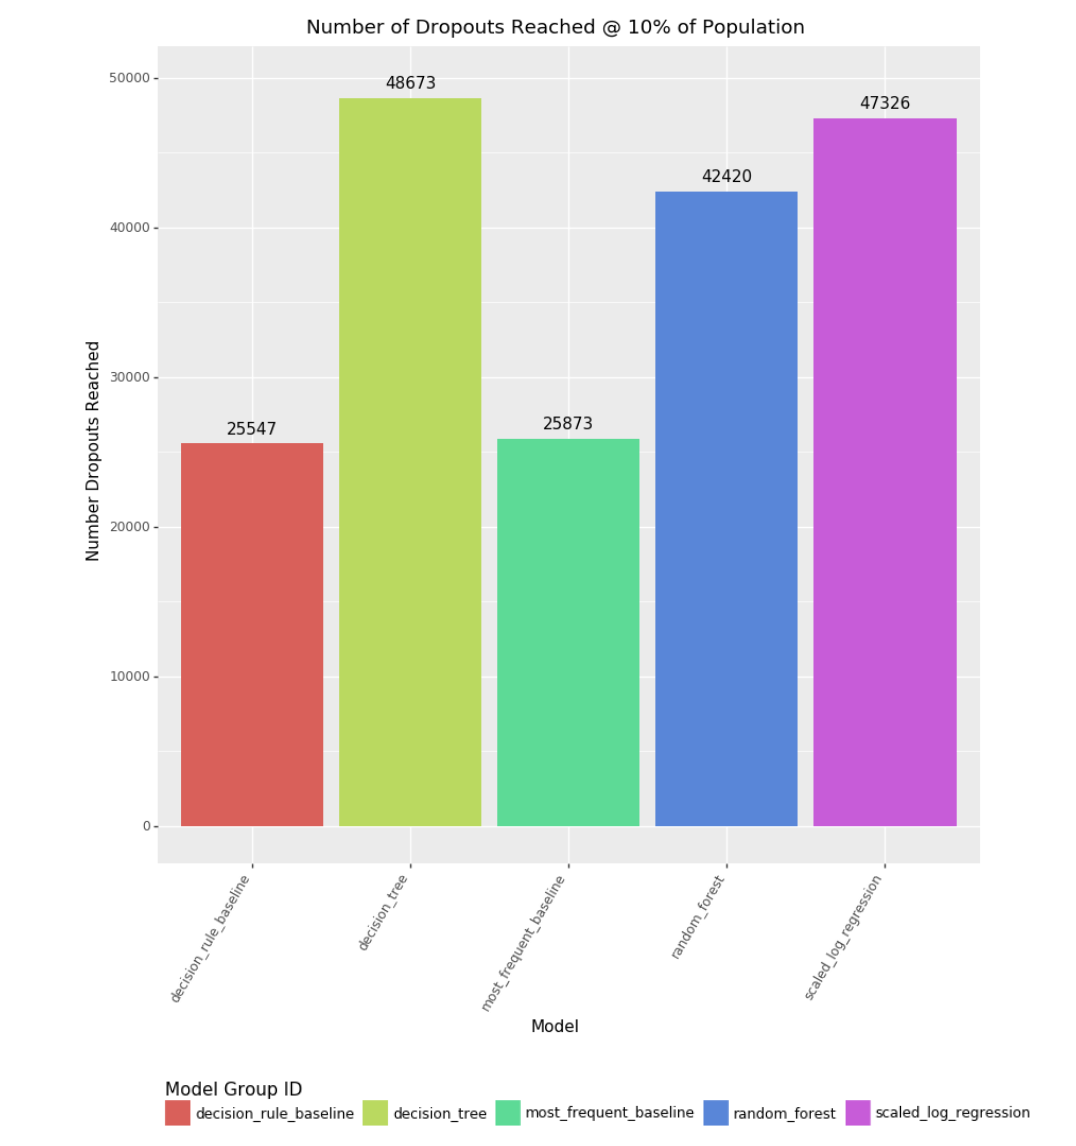 Number of Dropouts Reached @ 10% of Population
Number Dropouts Reached
50000
40000
30000
20000
10000
0
25547
48673
25873
42420
47326
decision_rule_baseline
decision_tree
most_frequent_baseline
random_forest
scaled_log_regression
Model
Model Group ID
decision_rule_baseline decision_tree most_frequent_baseline random_forest scaled_log_regression